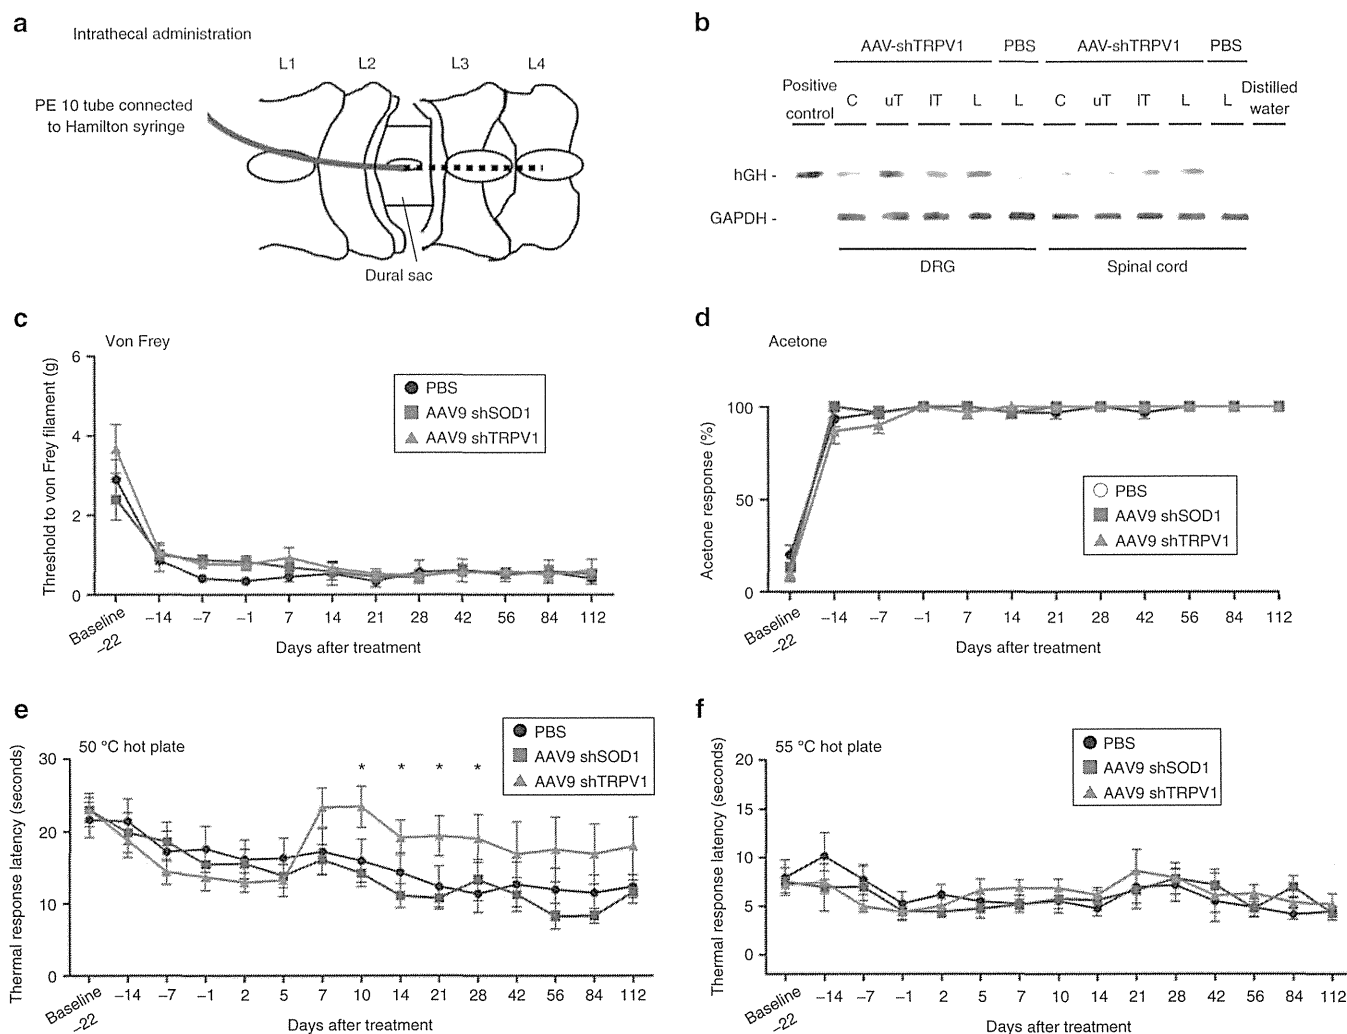 a
Intrathecal administration
L1 L2 L3 L4
PE 10 tube connected
to Hamilton syringe
Dural sac
b
AAV-shTRPV1 PBS AAV-shTRPV1 PBS
Positive
control
C uT lT L L C uT lT L L
Distilled
water
hGH -
GAPDH -
DRG Spinal cord
c
Von Frey
Threshold to von Frey filament (g)
6
4
2
0
PBS
AAV9 shSOD1
AAV9 shTRPV1
Baseline
–22
–14 –7 –1 7 14 21 28 42 56 84 112
Days after treatment
d
Acetone
Acetone response (%)
100
50
0
PBS
AAV9 shSOD1
AAV9 shTRPV1
Baseline
–22
–14 –7 –1 7 14 21 28 42 56 84 112
Days after treatment
e
50 °C hot plate
Thermal response latency (seconds)
30
20
10
0
PBS
AAV9 shSOD1
AAV9 shTRPV1
* * * *
Baseline
–22
–14 –7 –1 2 5 7 10 14 21 28 42 56 84 112
Days after treatment
f
55 °C hot plate
Thermal response latency (seconds)
20
15
10
5
0
PBS
AAV9 shSOD1
AAV9 shTRPV1
Baseline
–22
–14 –7 –1 2 5 7 10 14 21 28 42 56 84 112
Days after treatment